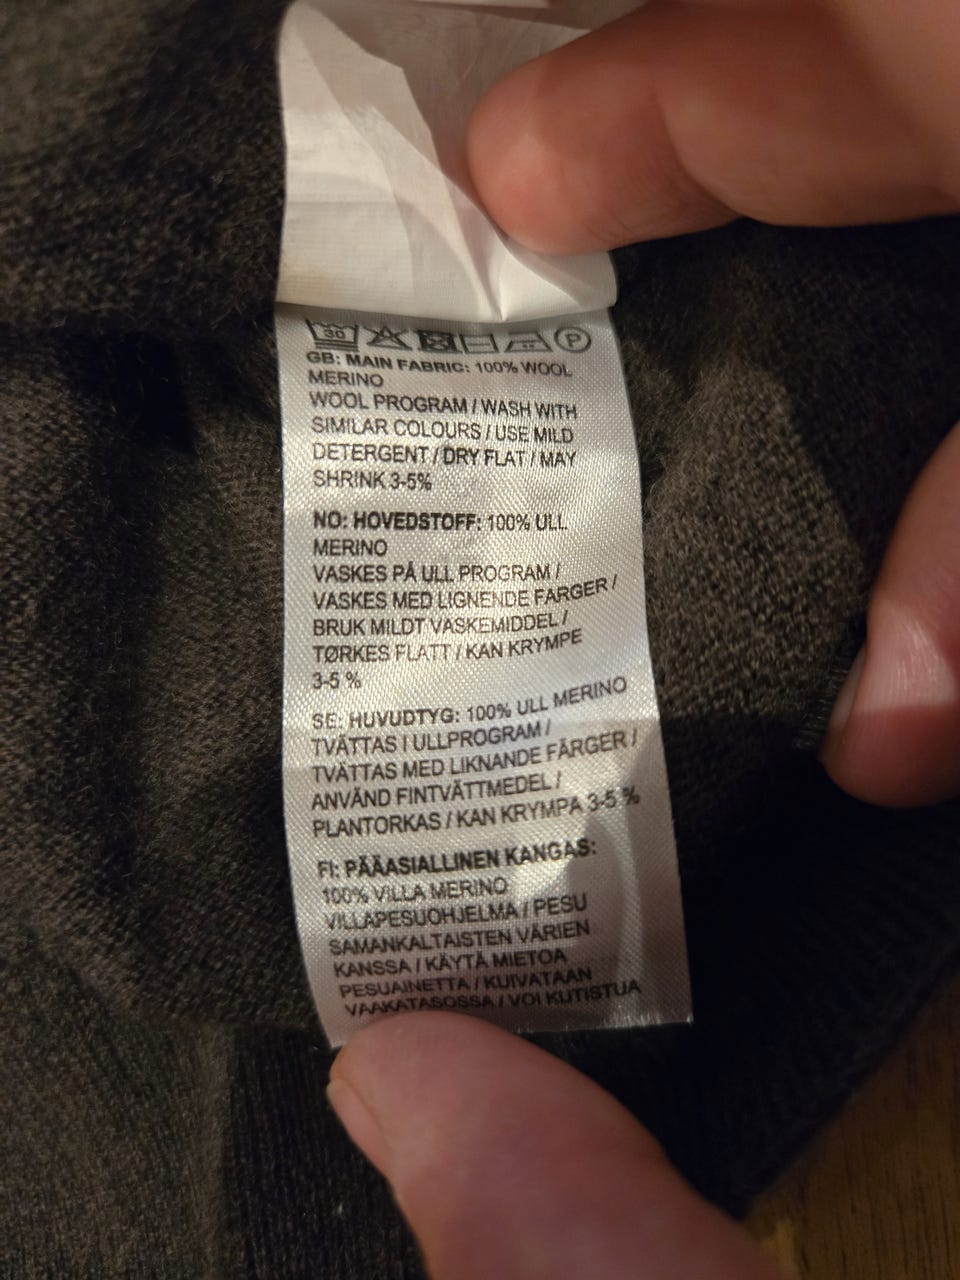 30 P
GB: MAIN FABRIC: 100% WOOL
MERINO
WOOL PROGRAM / WASH WITH
SIMILAR COLOURS / USE MILD
DETERGENT / DRY FLAT / MAY
SHRINK 3-5%
NO: HOVEDSTOFF: 100% ULL
MERINO
VASKES PÅ ULL PROGRAM /
VASKES MED LIGNENDE FARGER /
BRUK MILDT VASKEMIDDEL /
TØRKES FLATT / KAN KRYMPE
3-5 %
SE: HUVUDTYG: 100% ULL MERINO
TVÄTTAS I ULLPROGRAM /
TVÄTTAS MED LIKNANDE FÄRGER /
ANVÄND FINTVÄTTMEDEL /
PLANTORKAS / KAN KRYMPA 3-5 %
FI: PÄÄASIALLINEN KANGAS:
100% VILLA MERINO
VILLAPESUOHJELMA / PESU
SAMANKALTAISTEN VÄRIEN
KANSSA / KÄYTÄ MIETOA
PESUAINETTA / KUIVATAAN
VAAKATASOSSA / VOI KUTISTUA